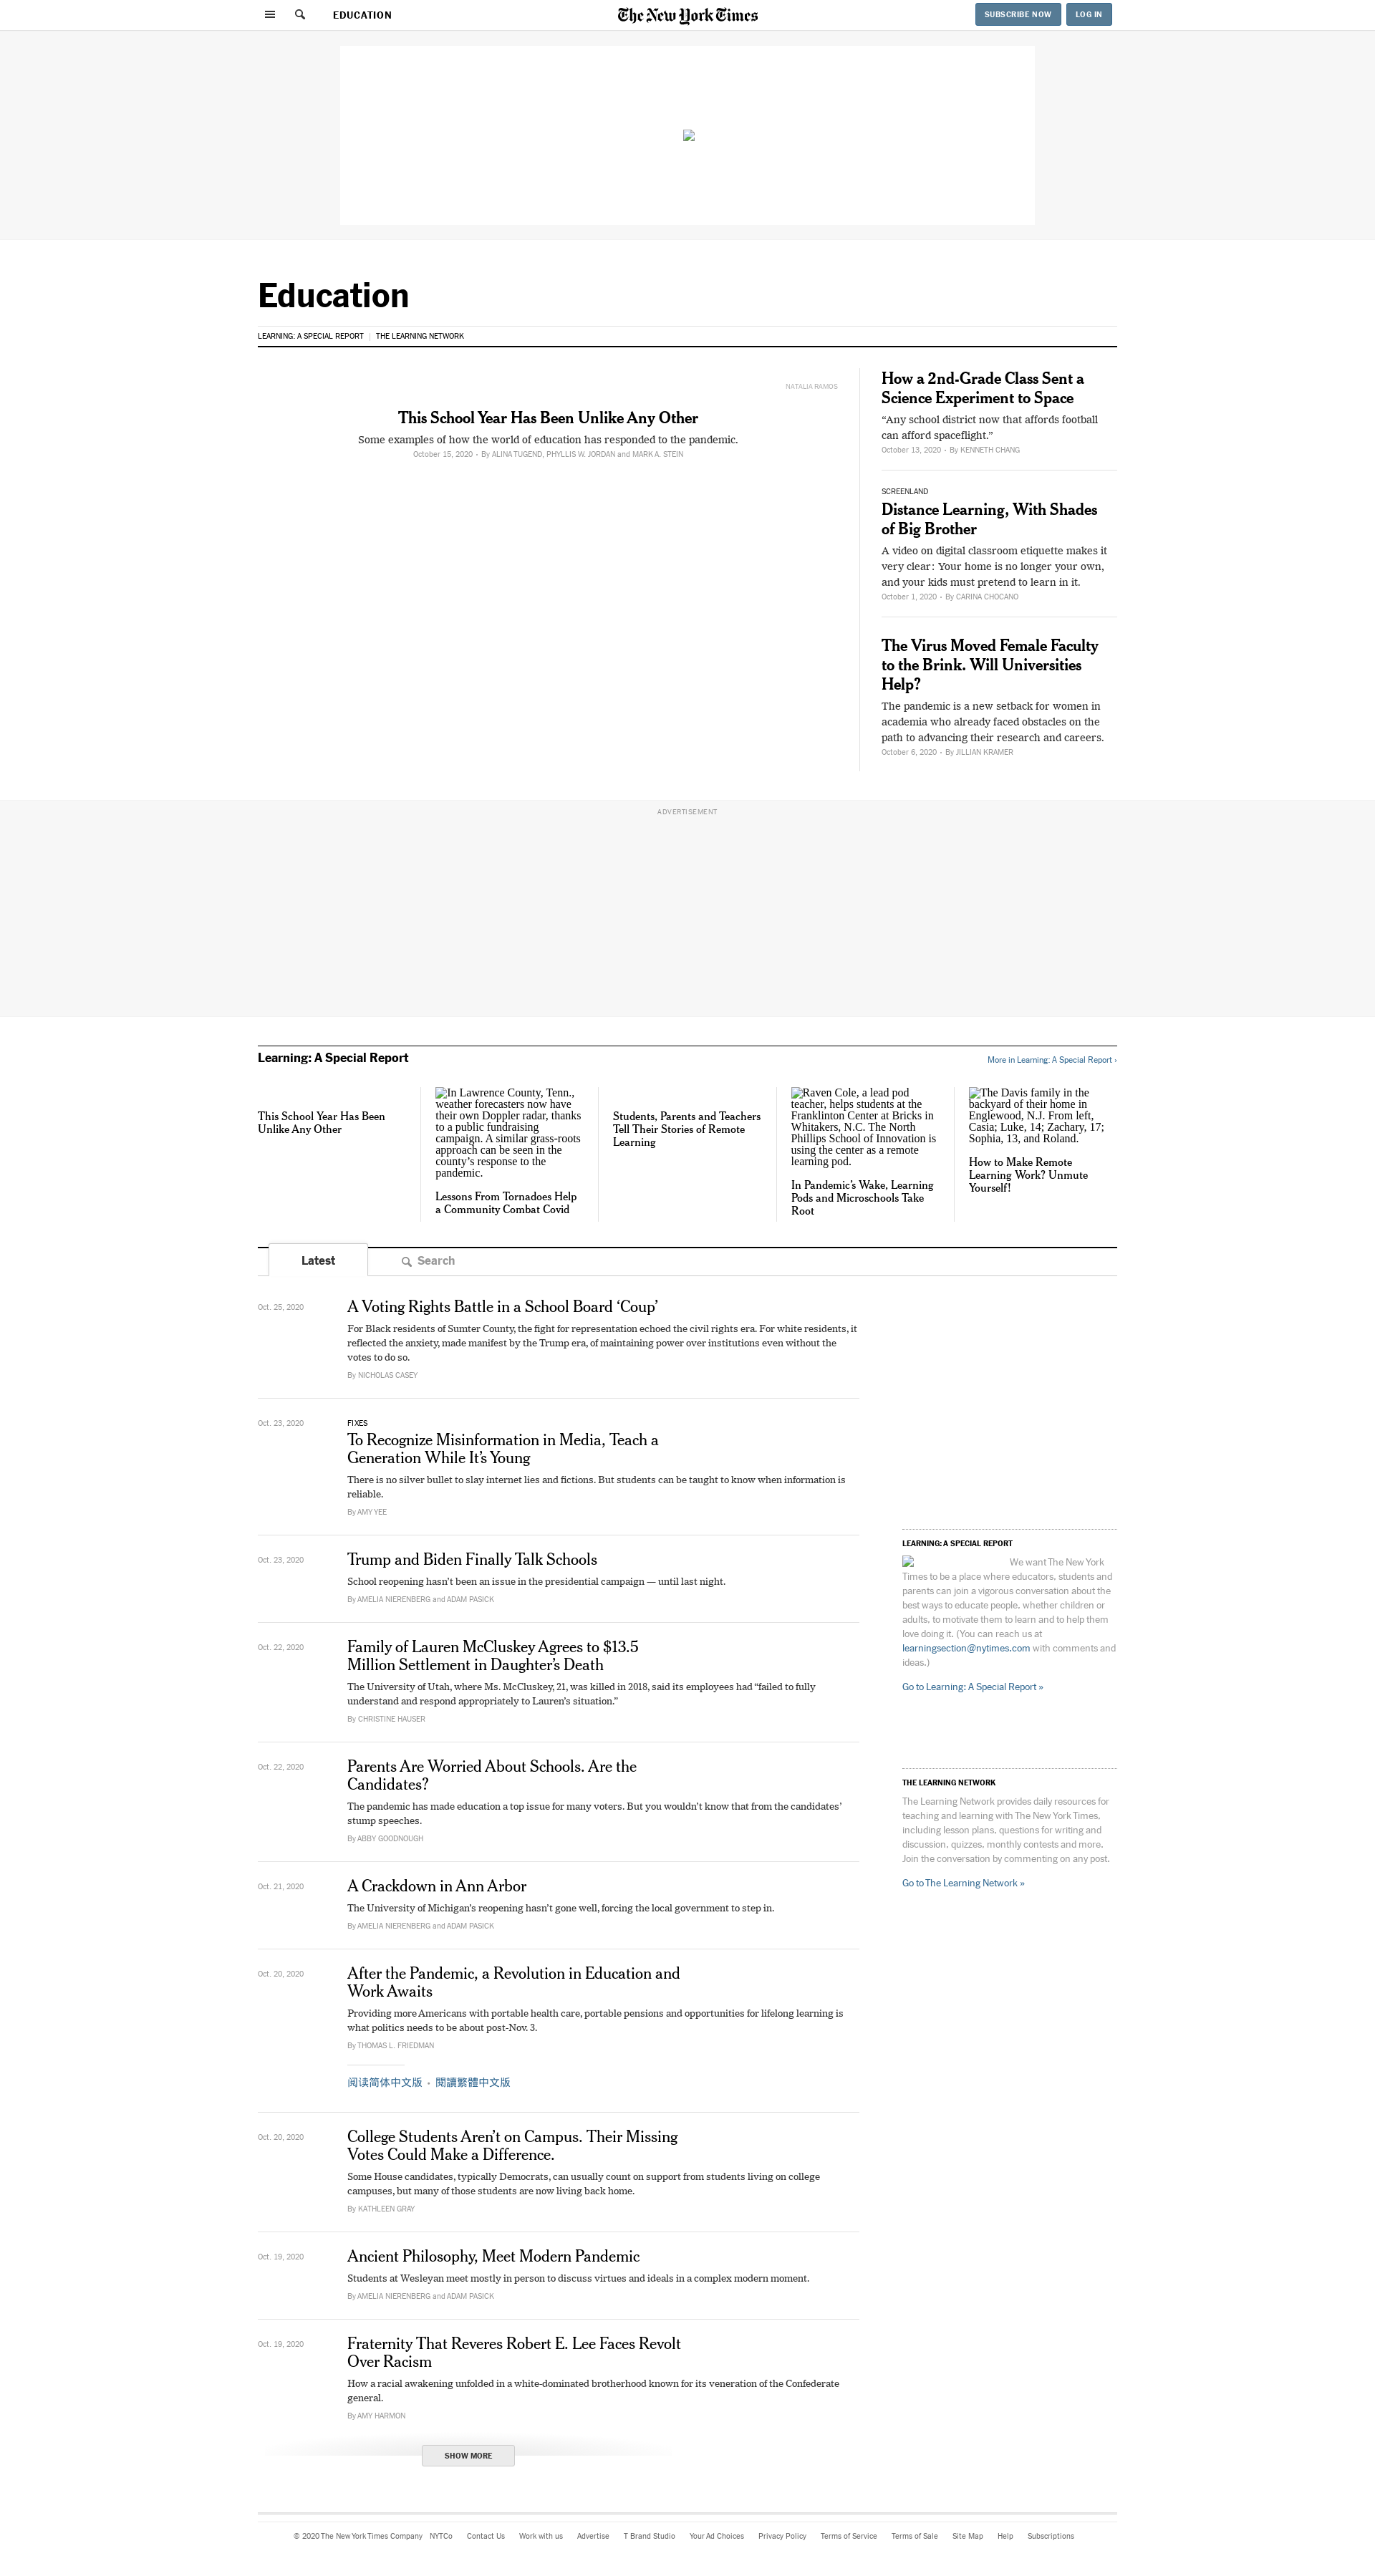 EDUCATION
The New York Times
SUBSCRIBE NOW
LOG IN
Education
LEARNING: A SPECIAL REPORT | THE LEARNING NETWORK
NATALIA RAMOS
This School Year Has Been Unlike Any Other
Some examples of how the world of education has responded to the pandemic.
October 15, 2020 • By ALINA TUGEND, PHYLLIS W. JORDAN and MARK A. STEIN
How a 2nd-Grade Class Sent a
Science Experiment to Space
“Any school district now that affords football
can afford spaceflight.”
October 13, 2020 • By KENNETH CHANG
SCREENLAND
Distance Learning, With Shades
of Big Brother
A video on digital classroom etiquette makes it
very clear: Your home is no longer your own,
and your kids must pretend to learn in it.
October 1, 2020 • By CARINA CHOCANO
The Virus Moved Female Faculty
to the Brink. Will Universities
Help?
The pandemic is a new setback for women in
academia who already faced obstacles on the
path to advancing their research and careers.
October 6, 2020 • By JILLIAN KRAMER
ADVERTISEMENT
Learning: A Special Report
More in Learning: A Special Report ›
This School Year Has Been
Unlike Any Other
In Lawrence County, Tenn.,
weather forecasters now have
their own Doppler radar, thanks
to a public fundraising
campaign. A similar grass-roots
approach can be seen in the
county’s response to the
pandemic.
Lessons From Tornadoes Help
a Community Combat Covid
Students, Parents and Teachers
Tell Their Stories of Remote
Learning
Raven Cole, a lead pod
teacher, helps students at the
Franklinton Center at Bricks in
Whitakers, N.C. The North
Phillips School of Innovation is
using the center as a remote
learning pod.
In Pandemic’s Wake, Learning
Pods and Microschools Take
Root
The Davis family in the
backyard of their home in
Englewood, N.J. From left,
Casia; Luke, 14; Zachary, 17;
Sophia, 13, and Roland.
How to Make Remote
Learning Work? Unmute
Yourself!
Latest
Search
Oct. 25, 2020
A Voting Rights Battle in a School Board ‘Coup’
For Black residents of Sumter County, the fight for representation echoed the civil rights era. For white residents, it
reflected the anxiety, made manifest by the Trump era, of maintaining power over institutions even without the
votes to do so.
By NICHOLAS CASEY
Oct. 23, 2020
FIXES
To Recognize Misinformation in Media, Teach a
Generation While It’s Young
There is no silver bullet to slay internet lies and fictions. But students can be taught to know when information is
reliable.
By AMY YEE
Oct. 23, 2020
Trump and Biden Finally Talk Schools
School reopening hasn’t been an issue in the presidential campaign — until last night.
By AMELIA NIERENBERG and ADAM PASICK
Oct. 22, 2020
Family of Lauren McCluskey Agrees to $13.5
Million Settlement in Daughter’s Death
The University of Utah, where Ms. McCluskey, 21, was killed in 2018, said its employees had “failed to fully
understand and respond appropriately to Lauren’s situation.”
By CHRISTINE HAUSER
Oct. 22, 2020
Parents Are Worried About Schools. Are the
Candidates?
The pandemic has made education a top issue for many voters. But you wouldn’t know that from the candidates’
stump speeches.
By ABBY GOODNOUGH
Oct. 21, 2020
A Crackdown in Ann Arbor
The University of Michigan’s reopening hasn’t gone well, forcing the local government to step in.
By AMELIA NIERENBERG and ADAM PASICK
Oct. 20, 2020
After the Pandemic, a Revolution in Education and
Work Awaits
Providing more Americans with portable health care, portable pensions and opportunities for lifelong learning is
what politics needs to be about post-Nov. 3.
By THOMAS L. FRIEDMAN
阅读简体中文版 • 閱讀繁體中文版
Oct. 20, 2020
College Students Aren’t on Campus. Their Missing
Votes Could Make a Difference.
Some House candidates, typically Democrats, can usually count on support from students living on college
campuses, but many of those students are now living back home.
By KATHLEEN GRAY
Oct. 19, 2020
Ancient Philosophy, Meet Modern Pandemic
Students at Wesleyan meet mostly in person to discuss virtues and ideals in a complex modern moment.
By AMELIA NIERENBERG and ADAM PASICK
Oct. 19, 2020
Fraternity That Reveres Robert E. Lee Faces Revolt
Over Racism
How a racial awakening unfolded in a white-dominated brotherhood known for its veneration of the Confederate
general.
By AMY HARMON
SHOW MORE
LEARNING: A SPECIAL REPORT
We want The New York
Times to be a place where educators, students and
parents can join a vigorous conversation about the
best ways to educate people, whether children or
adults, to motivate them to learn and to help them
love doing it. (You can reach us at
learningsection@nytimes.com with comments and
ideas.)
Go to Learning: A Special Report »
THE LEARNING NETWORK
The Learning Network provides daily resources for
teaching and learning with The New York Times,
including lesson plans, questions for writing and
discussion, quizzes, monthly contests and more.
Join the conversation by commenting on any post.
Go to The Learning Network »
© 2020 The New York Times Company NYTCo Contact Us Work with us Advertise T Brand Studio Your Ad Choices Privacy Policy Terms of Service Terms of Sale Site Map Help Subscriptions